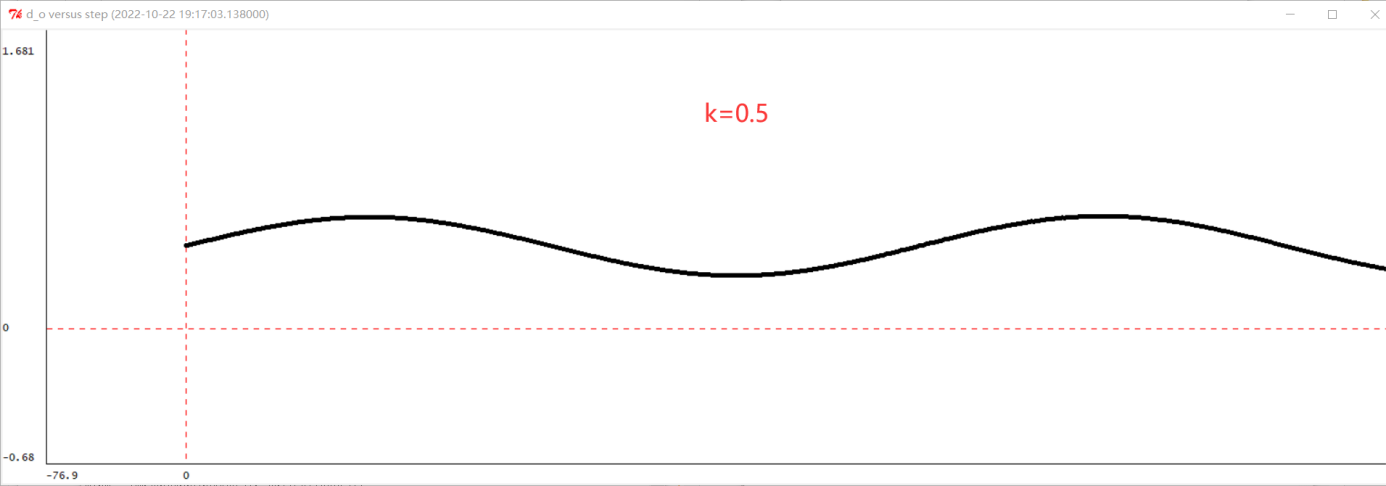 d_o versus step (2022-10-22 19:17:03.138000)
1.681
k=0.5
0
-0.68
-76.9 0